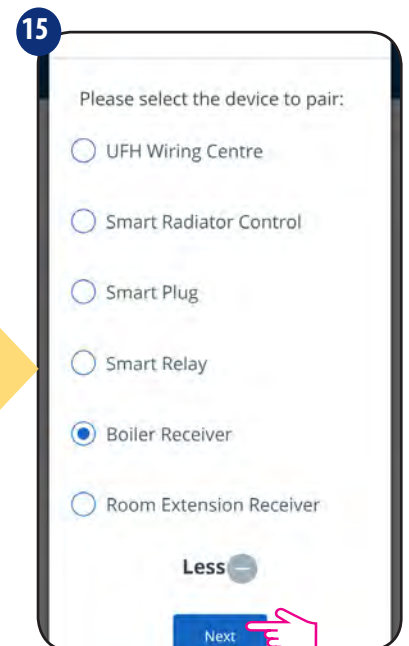 15
Please select the device to pair:
UFH Wiring Centre
Smart Radiator Control
Smart Plug
Smart Relay
Boiler Receiver
Room Extension Receiver
Less
Next